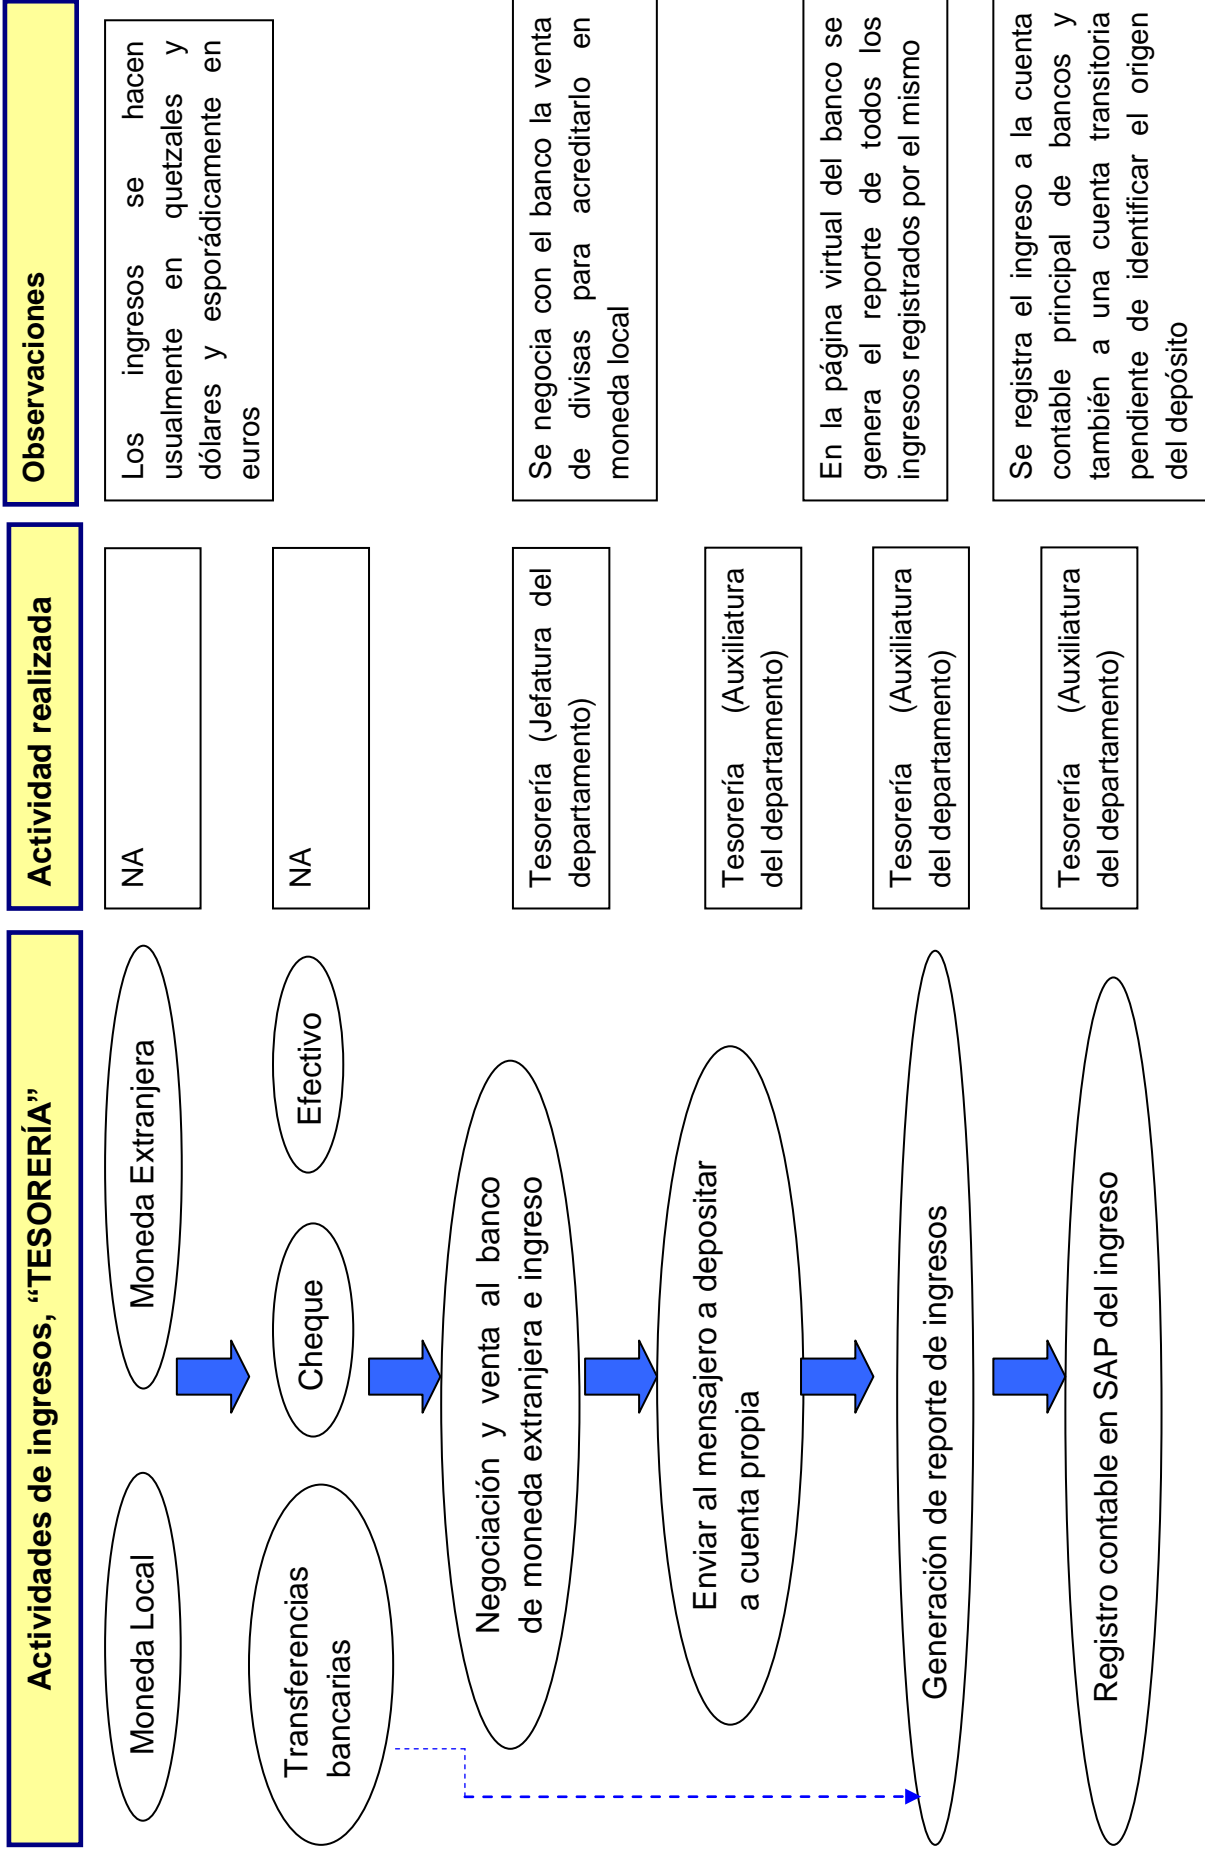 Actividades de ingresos, “TESORERÍA”
Actividad realizada
Observaciones
Moneda Local
Moneda Extranjera
NA
Los ingresos se hacen
usualmente en quetzales y
dólares y esporádicamente en
euros
Transferencias
bancarias
Cheque
Efectivo
NA
Negociación y venta al banco
de moneda extranjera e ingreso
Tesorería (Jefatura del
departamento)
Se negocia con el banco la venta
de divisas para acreditarlo en
moneda local
Enviar al mensajero a depositar
a cuenta propia
Tesorería (Auxiliatura
del departamento)
Generación de reporte de ingresos
Tesorería (Auxiliatura
del departamento)
En la página virtual del banco se
genera el reporte de todos los
ingresos registrados por el mismo
Registro contable en SAP del ingreso
Tesorería (Auxiliatura
del departamento)
Se registra el ingreso a la cuenta
contable principal de bancos y
también a una cuenta transitoria
pendiente de identificar el origen
del depósito